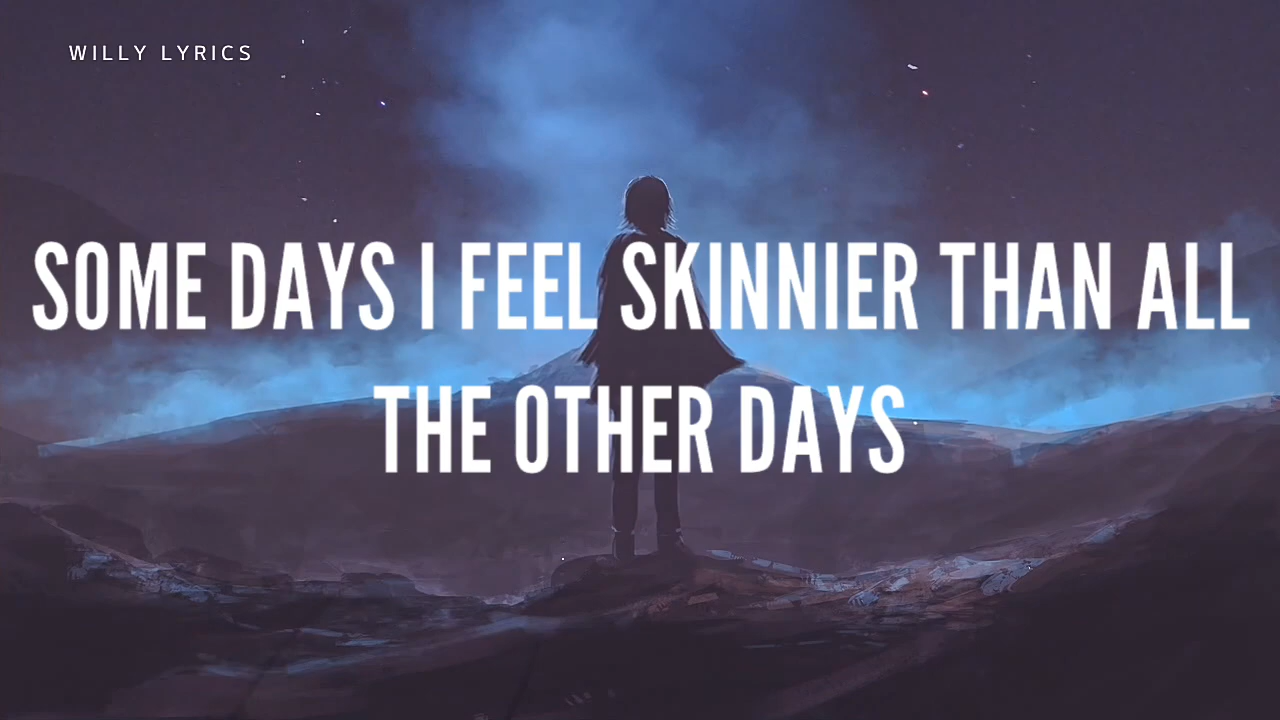 WILLY LYRICS
SOME DAYS I FEEL SKINNIER THAN ALL
THE OTHER DAYS